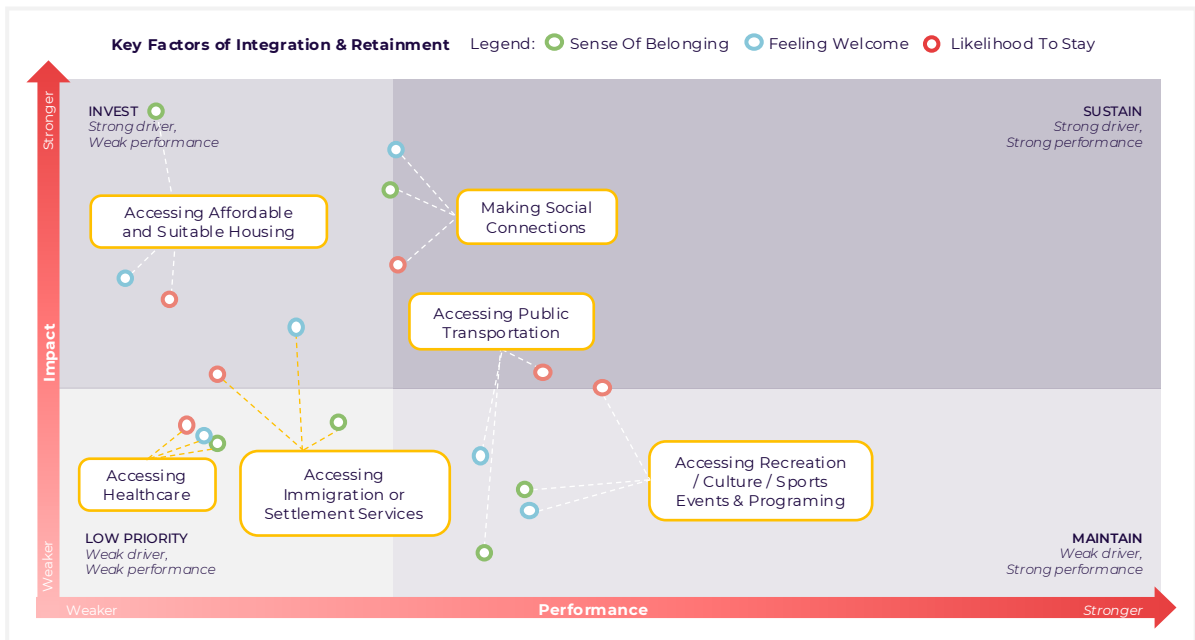 Key Factors of Integration & Retainment
Legend:
Sense Of Belonging
Feeling Welcome
Likelihood To Stay
Stronger
Impact
Weaker
INVEST
Strong driver,
Weak performance
SUSTAIN
Strong driver,
Strong performance
Accessing Affordable
and Suitable Housing
Making Social
Connections
Accessing Public
Transportation
Accessing
Healthcare
Accessing
Immigration or
Settlement Services
Accessing Recreation
/ Culture / Sports
Events & Programing
LOW PRIORITY
Weak driver,
Weak performance
MAINTAIN
Weak driver,
Strong performance
Weaker
Performance
Stronger